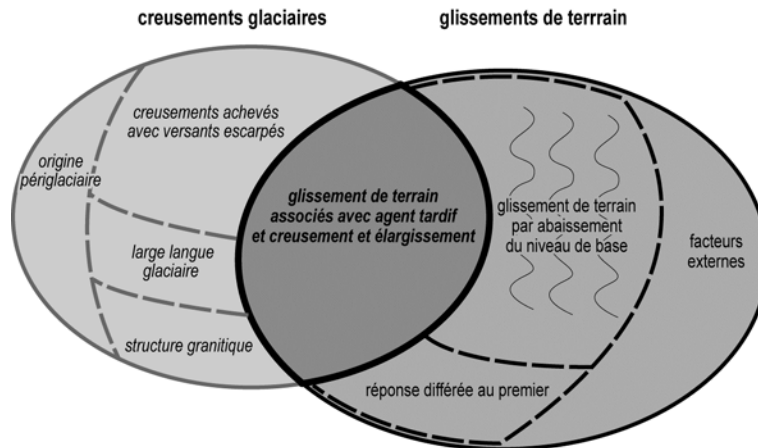 creusements glaciaires
glissements de terrrain
creusements achevés
avec versants escarpés
origine
périglaciaire
large langue
glaciaire
structure granitique
glissement de terrain
associés avec agent tardif
et creusement et élargissement
glissement de terrain
par abaissement
du niveau de base
facteurs
externes
réponse différée au premier